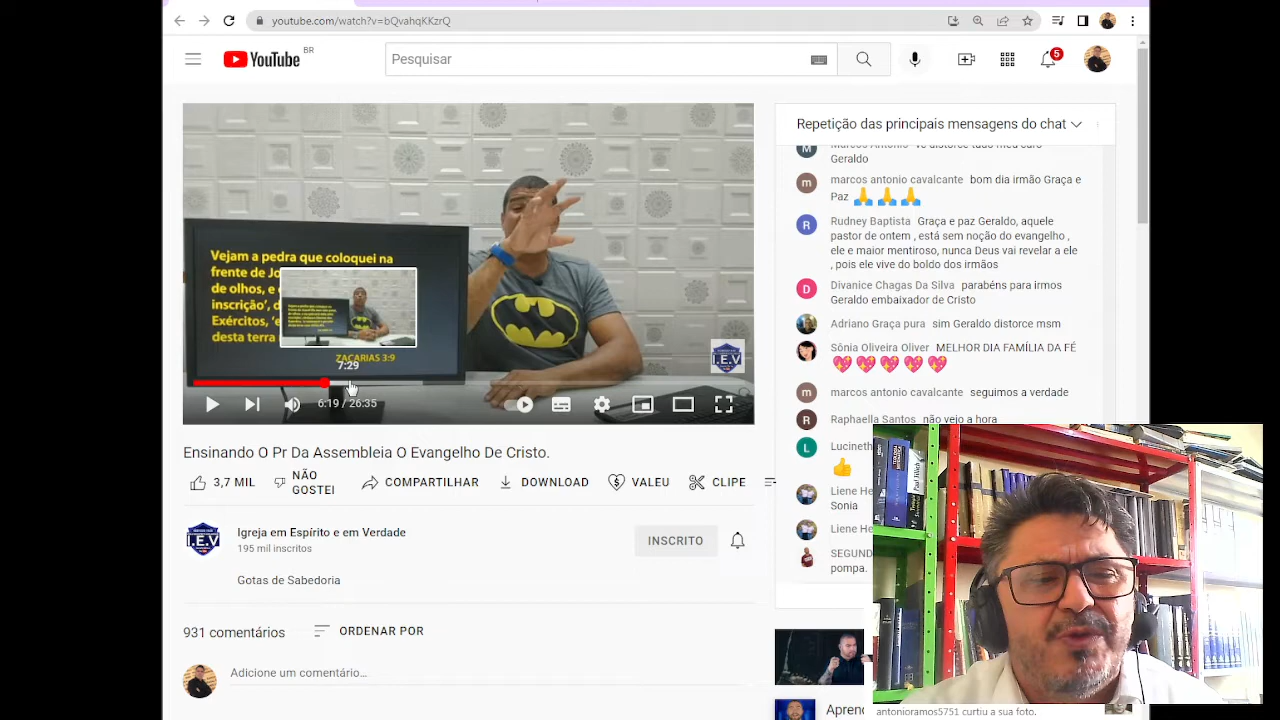 youtube.com/watch?v=bQvahqKKzrQ
YouTube BR
Pesquisar
5
Vejam a pedra que coloquei na
frente de Jo
de olhos, e
inscrição', d
Exércitos, 'e
desta terra
ZACARIAS 3:9
I.E.V
7:29
6:19 / 26:35
Ensinando O Pr Da Assembleia O Evangelho De Cristo.
3,7 MIL
NÃO
GOSTEI
COMPARTILHAR
DOWNLOAD
VALEU
CLIPE
I.E.V
Igreja em Espírito e em Verdade
195 mil inscritos
INSCRITO
Gotas de Sabedoria
931 comentários
ORDENAR POR
Adicione um comentário...
Repetição das principais mensagens do chat
Geraldo
m
marcos antonio cavalcante bom dia irmão Graça e
Paz
R
Rudney Baptista Graça e paz Geraldo, aquele
pastor de ontem , está sem noção do evangelho ,
ele e maior mentiroso, nunca Deus vai revelar a ele
, pois ele vive do boldo dos irmãos
D
Divanice Chagas Da Silva parabéns para irmos
Geraldo embaixador de Cristo
Adriano Graça pura sim Geraldo distorce msm
Sônia Oliveira Oliver MELHOR DIA FAMÍLIA DA FÉ
m
marcos antonio cavalcante seguimos a verdade
R
Raphaella Santos não vejo a hora
L
Lucineth
Liene He
Sonia
Liene He
SEGUND
pompa.
Aprend
antonioramos5751 curtiu a sua foto.